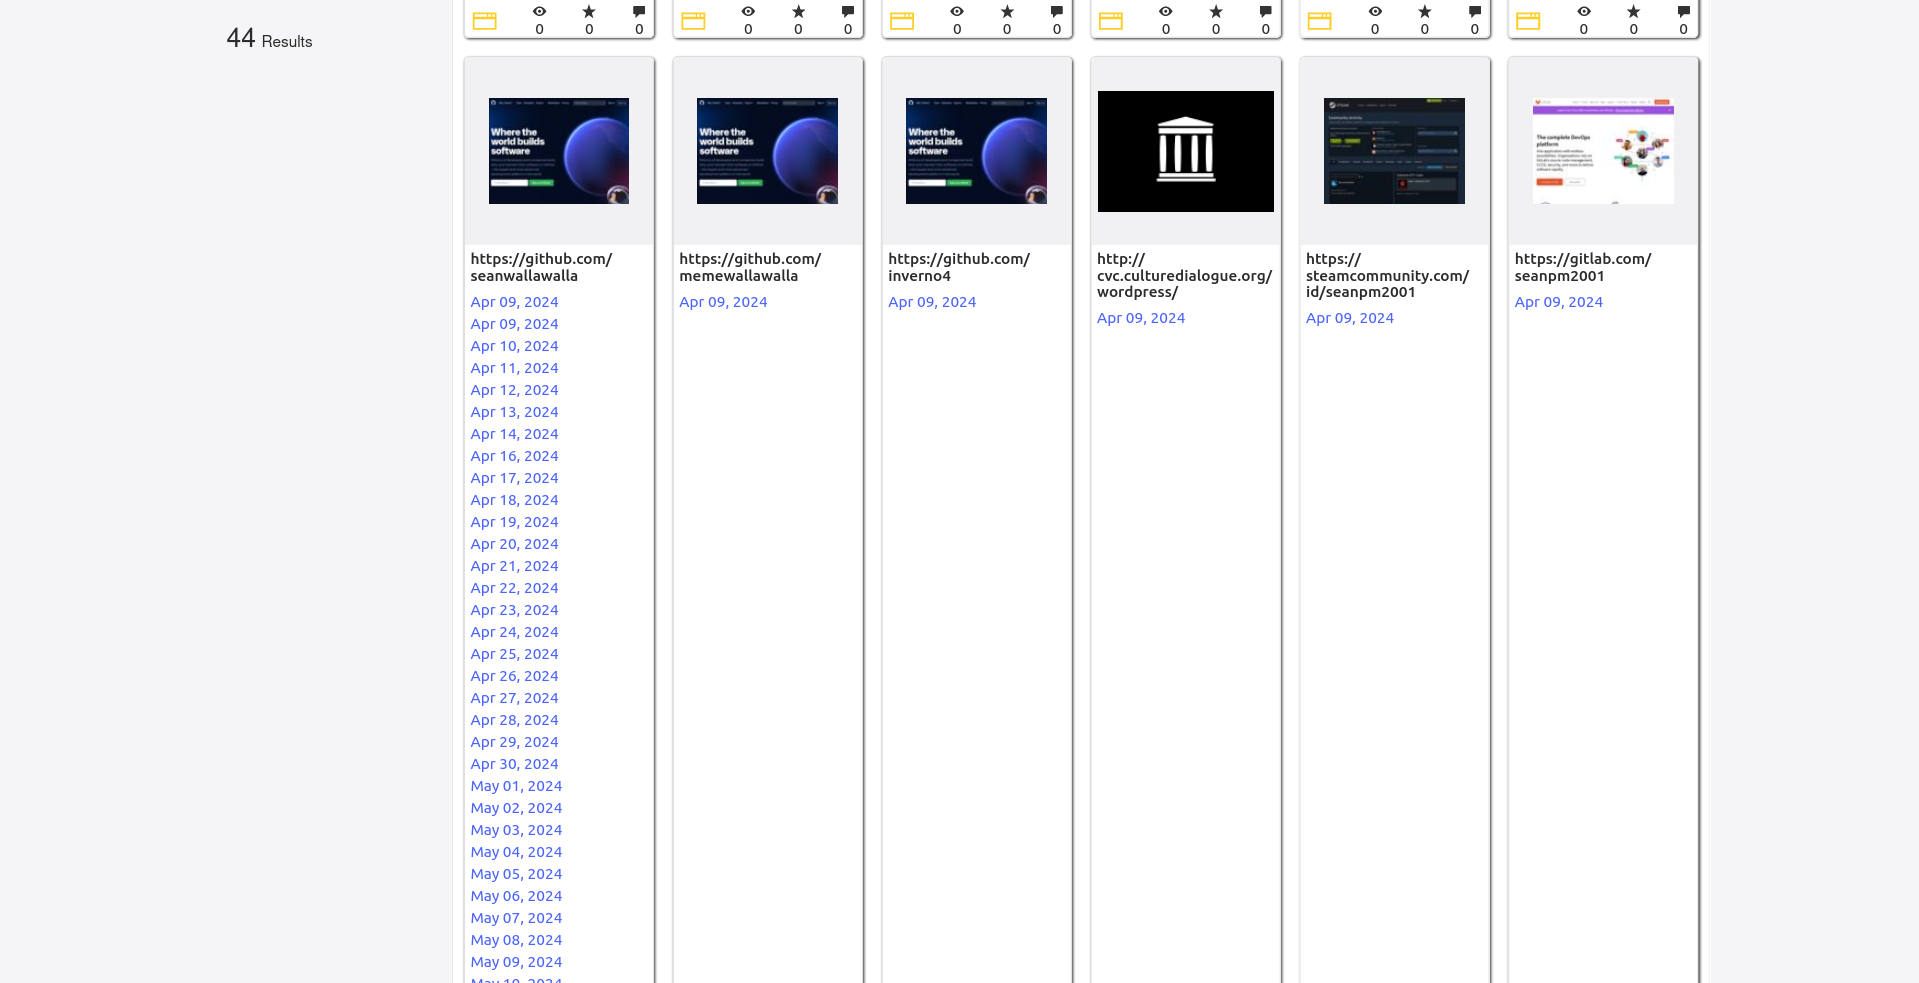 44 Results
0 0 0
0 0 0
0 0 0
0 0 0
0 0 0
0 0 0
Where the
world builds
software
https://github.com/
seanwallawalla
Apr 09, 2024
Apr 09, 2024
Apr 10, 2024
Apr 11, 2024
Apr 12, 2024
Apr 13, 2024
Apr 14, 2024
Apr 16, 2024
Apr 17, 2024
Apr 18, 2024
Apr 19, 2024
Apr 20, 2024
Apr 21, 2024
Apr 22, 2024
Apr 23, 2024
Apr 24, 2024
Apr 25, 2024
Apr 26, 2024
Apr 27, 2024
Apr 28, 2024
Apr 29, 2024
Apr 30, 2024
May 01, 2024
May 02, 2024
May 03, 2024
May 04, 2024
May 05, 2024
May 06, 2024
May 07, 2024
May 08, 2024
May 09, 2024
May 10, 2024
Where the
world builds
software
https://github.com/
memewallawalla
Apr 09, 2024
Where the
world builds
software
https://github.com/
inverno4
Apr 09, 2024
http://
cvc.culturedialogue.org/
wordpress/
Apr 09, 2024
https://
steamcommunity.com/
id/seanpm2001
Apr 09, 2024
The complete DevOps
platform
https://gitlab.com/
seanpm2001
Apr 09, 2024